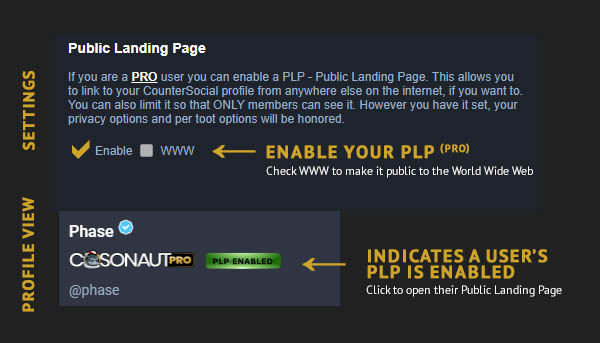 SETTINGS
Public Landing Page
If you are a PRO user you can enable a PLP - Public Landing Page. This allows you
to link to your CounterSocial profile from anywhere else on the internet, if you want to.
You can also limit it so that ONLY members can see it. However you have it set, your
privacy options and per toot options will be honored.
Enable WWW
ENABLE YOUR PLP (PRO)
Check WWW to make it public to the World Wide Web
PROFILE VIEW
Phase
COSONAUT PRO
PLP ENABLED
@phase
INDICATES A USER'S
PLP IS ENABLED
Click to open their Public Landing Page